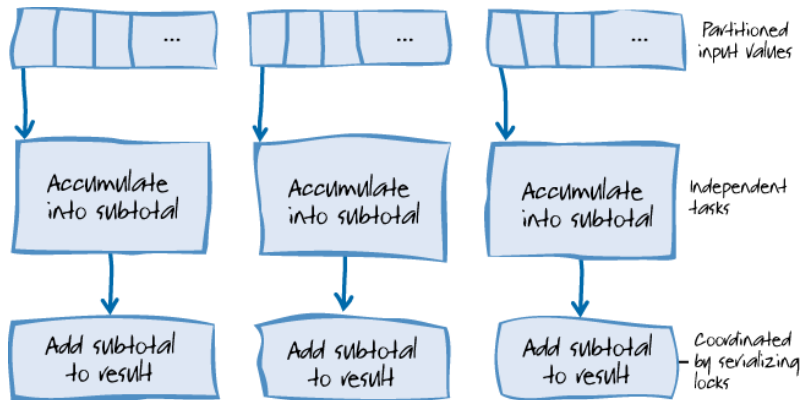 ...
...
...
Partitioned
input values
Accumulate
into subtotal
Accumulate
into subtotal
Accumulate
into subtotal
Independent
tasks
Add subtotal
to result
Add subtotal
to result
Add subtotal
to result
Coordinated
by serializing
locks